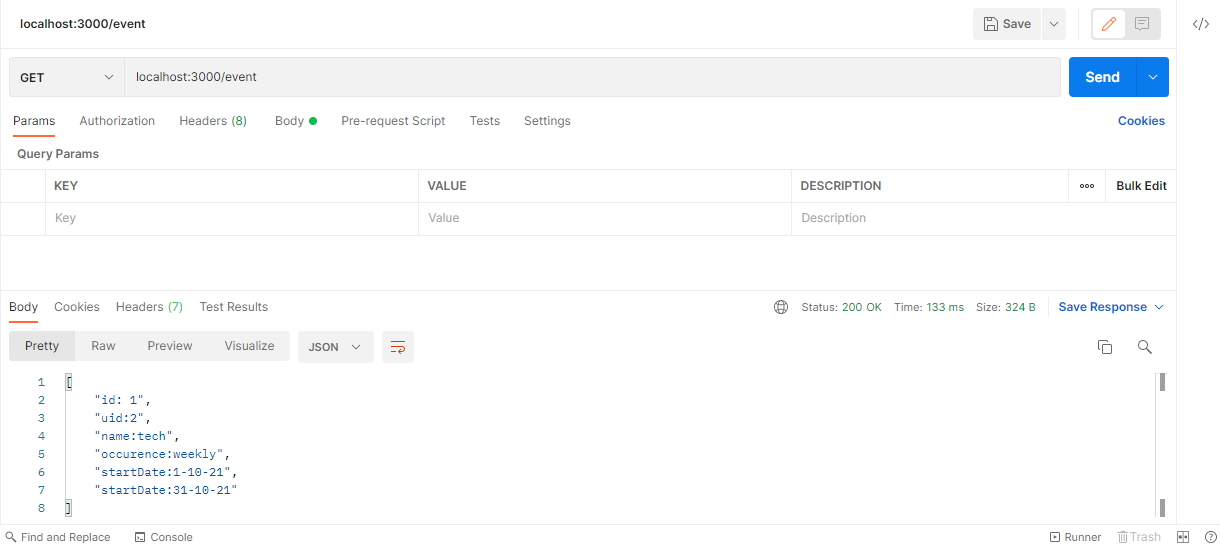 localhost:3000/event
Save
GET
localhost:3000/event
Send
Params Authorization Headers (8) Body Pre-request Script Tests Settings Cookies
Query Params
KEY VALUE DESCRIPTION ooo Bulk Edit
Key Value Description
Body Cookies Headers (7) Test Results Status: 200 OK Time: 133 ms Size: 324 B Save Response
Pretty Raw Preview Visualize JSON
1 [
2 "id: 1",
3 "uid:2",
4 "name:tech",
5 "occurence:weekly",
6 "startDate:1-10-21",
7 "startDate:31-10-21"
8 ]
Find and Replace Console Runner Trash